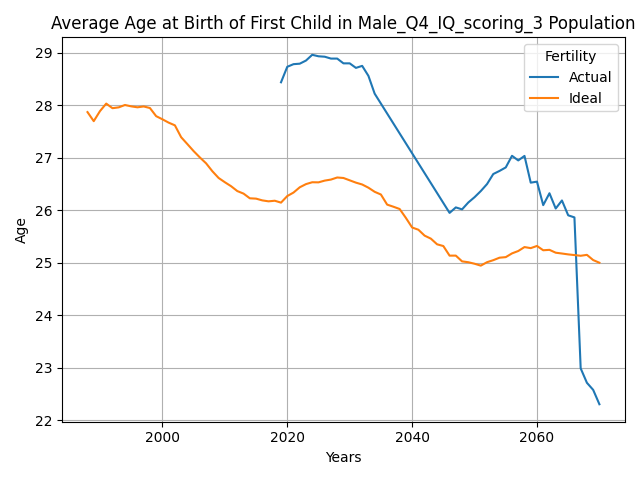 Average Age at Birth of First Child in Male_Q4_IQ_scoring_3 Population
Fertility
Actual
Ideal
Age
29
28
27
26
25
24
23
22
2000
2020
2040
2060
Years